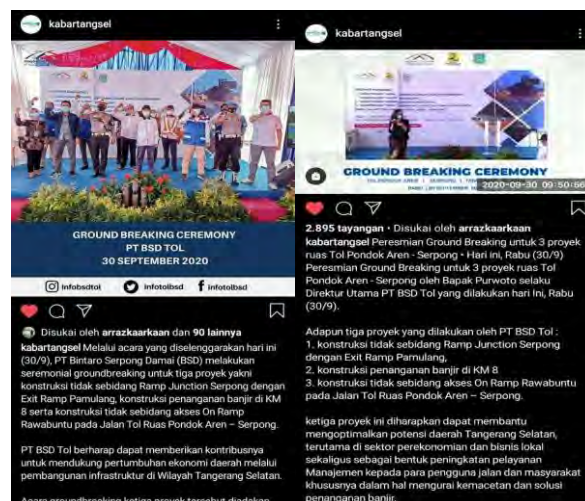 kabartangsel
GROUND BREAKING CEREMONY
PT BSD TOL
30 SEPTEMBER 2020
infobsdtol
infotolbsd
infotolbsd
Disukai oleh arrazkaarkaan dan 90 lainnya
kabartangsel Melalui acara yang diselenggarakan hari ini
(30/9), PT Bintaro Serpong Damai (BSD) melakukan
seremonial groundbreaking untuk tiga proyek yakni
konstruksi tidak sebidang Ramp Junction Serpong dengan
Exit Ramp Pamulang, konstruksi penanganan banjir di KM
8 serta konstruksi tidak sebidang akses On Ramp
Rawabuntu pada Jalan Tol Ruas Pondok Aren – Serpong.
PT BSD Tol berharap dapat memberikan kontribusnya
untuk mendukung pertumbuhan ekonomi daerah melalui
pembangunan infrastruktur di Wilayah Tangerang Selatan.
Acara groundbreaking ketiga proyek tersebut diadakan
kabartangsel
GROUND BREAKING CEREMONY
2020-09-30 09:50:56
2.895 tayangan • Disukai oleh arrazkaarkaan
kabartangsel Peresmian Ground Breaking untuk 3 proyek
ruas Tol Pondok Aren - Serpong • Hari ini, Rabu (30/9)
Peresmian Ground Breaking untuk 3 proyek ruas Tol
Pondok Aren - Serpong oleh Bapak Purwoto selaku
Direktur Utama PT BSD Tol yang dilakukan hari Ini, Rabu
(30/9).
Adapun tiga proyek yang dilakukan oleh PT BSD Tol :
1. konstruksi tidak sebidang Ramp Junction Serpong
dengan Exit Ramp Pamulang,
2. konstruksi penanganan banjir di KM 8
3. konstruksi tidak sebidang akses On Ramp Rawabuntu
pada Jalan Tol Ruas Pondok Aren – Serpong.
ketiga proyek ini diharapkan dapat membantu
mengoptimalkan potensi daerah Tangerang Selatan,
terutama di sektor perekonomian dan bisnis lokal
sekaligus sebagai bentuk peningkatan pelayanan
Manajemen kepada para pengguna jalan dan masyarakat
khususnya dalam hal mengurai kemacetan dan solusi
penanganan banjir.